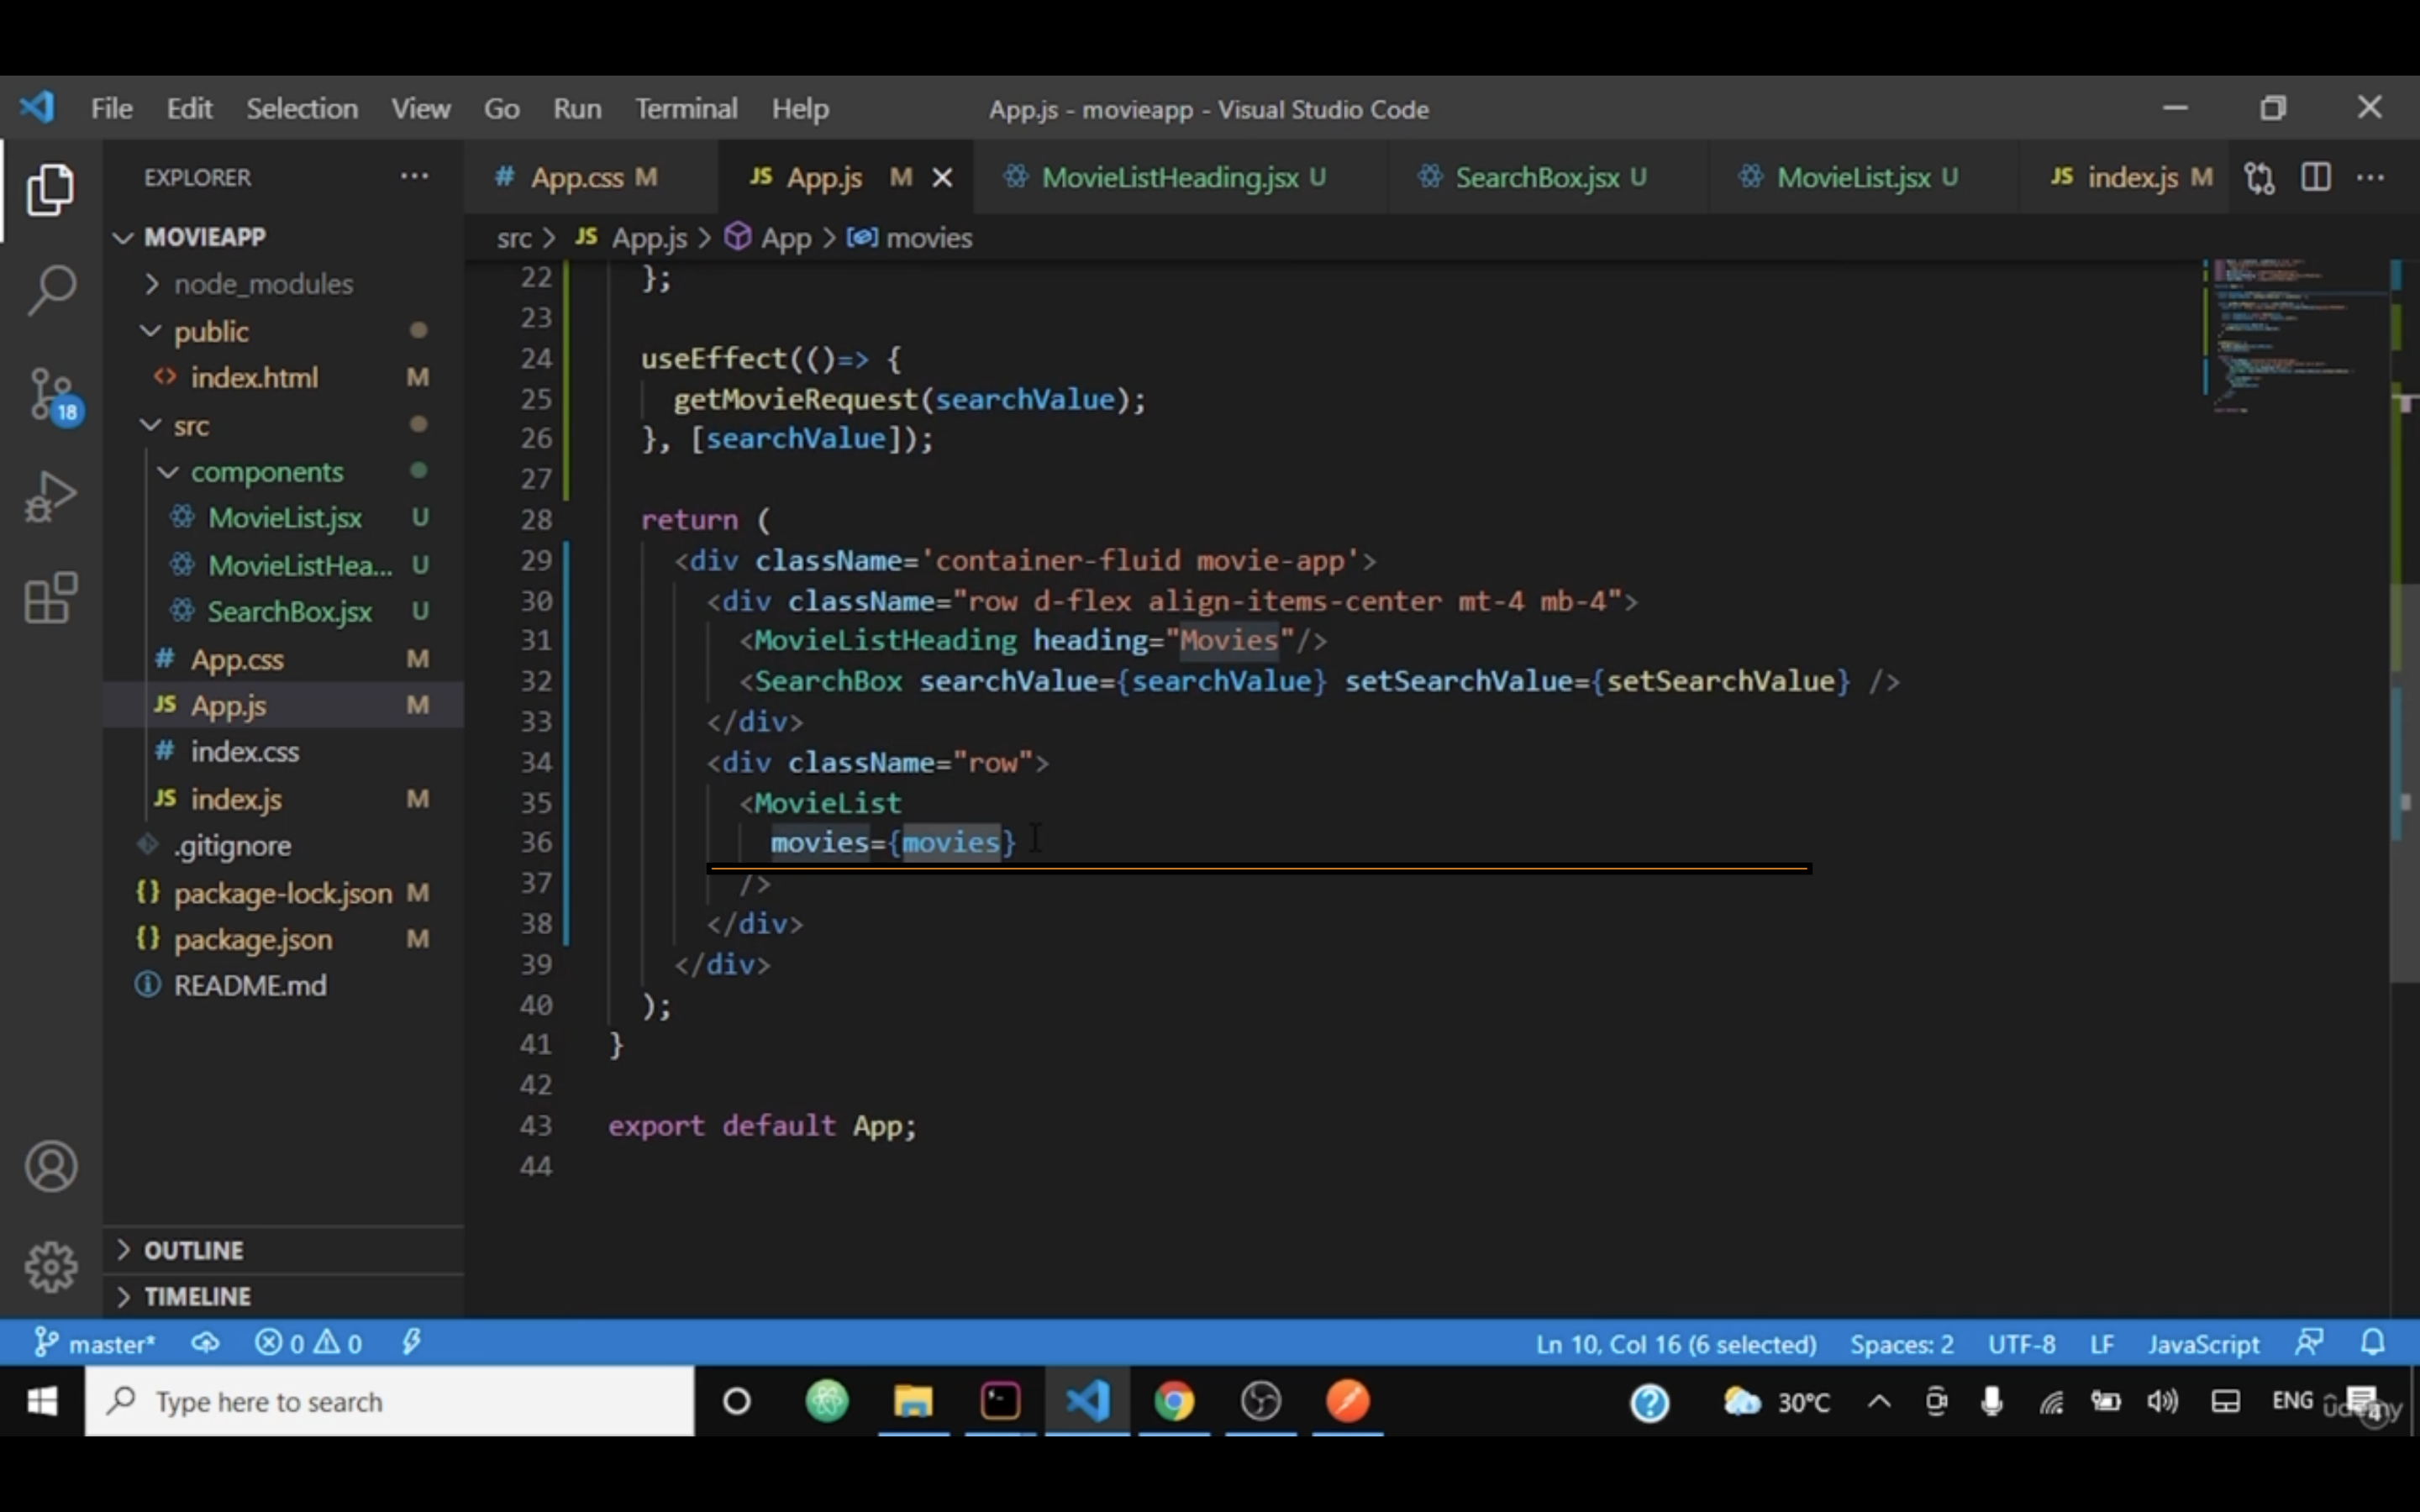 File Edit Selection View Go Run Terminal Help App.js - movieapp - Visual Studio Code
EXPLORER
MOVIEAPP
node_modules
public
index.html M
src
components
MovieList.jsx U
MovieListHea... U
SearchBox.jsx U
App.css M
App.js M
index.css
index.js M
.gitignore
package-lock.json M
package.json M
README.md
OUTLINE
TIMELINE
App.css M JS App.js M MovieListHeading.jsx U SearchBox.jsx U MovieList.jsx U JS index.js M
src > JS App.js > App > movies
22 };
23
24 useEffect(()=> {
25 getMovieRequest(searchValue);
26 }, [searchValue]);
27
28 return (
29 <div className='container-fluid movie-app'>
30 <div className="row d-flex align-items-center mt-4 mb-4">
31 <MovieListHeading heading="Movies"/>
32 <SearchBox searchValue={searchValue} setSearchValue={setSearchValue} />
33 </div>
34 <div className="row">
35 <MovieList
36 movies={movies}
37 />
38 </div>
39 </div>
40 );
41 }
42
43 export default App;
44
18
master* 0 0 Ln 10, Col 16 (6 selected) Spaces: 2 UTF-8 LF JavaScript
Type here to search 30°C ENG 4
udemy